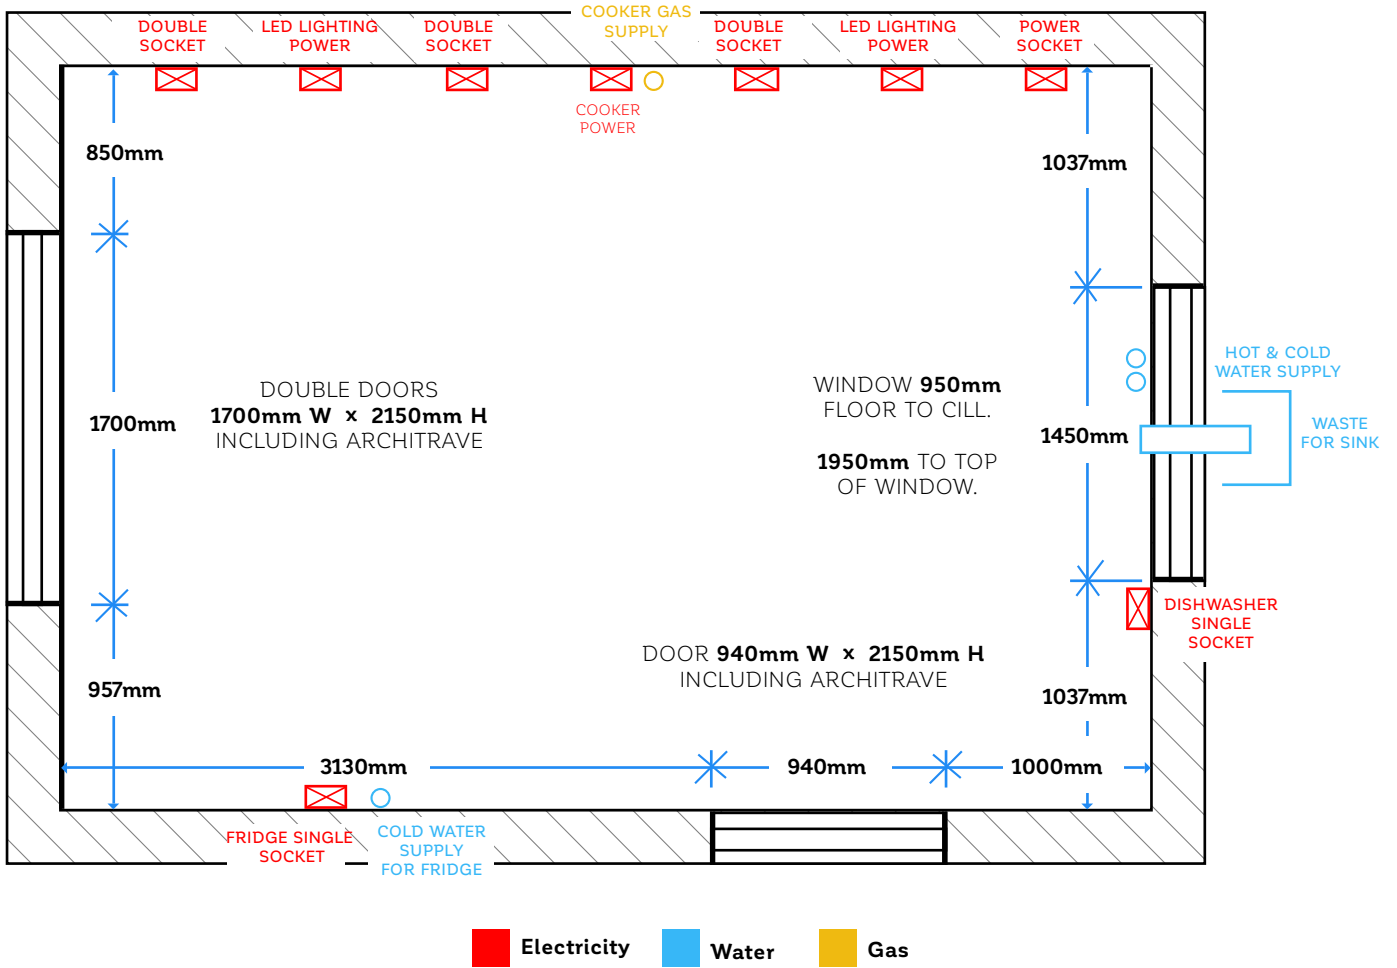 COOKER GAS
SUPPLY
DOUBLE
SOCKET
LED LIGHTING
POWER
DOUBLE
SOCKET
DOUBLE
SOCKET
LED LIGHTING
POWER
POWER
SOCKET
COOKER
POWER
850mm
1037mm
DOUBLE DOORS
1700mm W x 2150mm H
INCLUDING ARCHITRAVE
1700mm
WINDOW 950mm
FLOOR TO CILL.
1950mm TO TOP
OF WINDOW.
1450mm
HOT & COLD
WATER SUPPLY
WASTE
FOR SINK
DISHWASHER
SINGLE
SOCKET
DOOR 940mm W x 2150mm H
INCLUDING ARCHITRAVE
957mm
1037mm
3130mm
940mm
1000mm
FRIDGE SINGLE
SOCKET
COLD WATER
SUPPLY
FOR FRIDGE
Electricity
Water
Gas